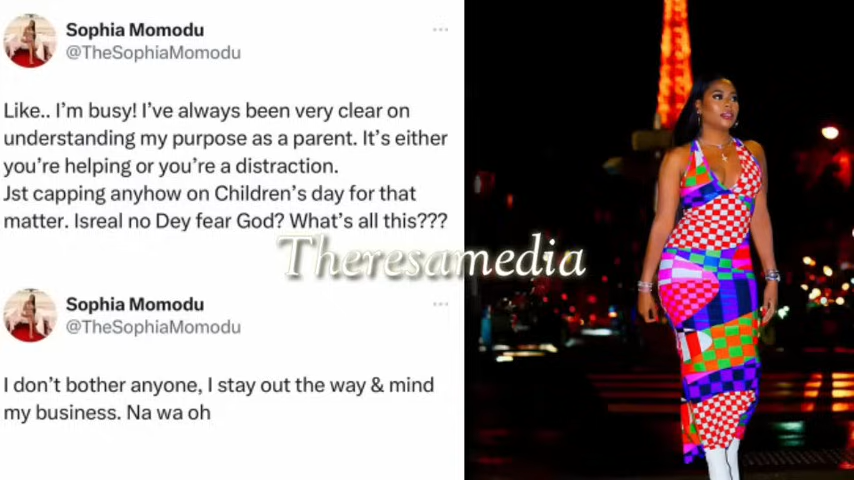 Sophia Momodu
@TheSophiaMomodu
Like.. I'm busy! I've always been very clear on
understanding my purpose as a parent. It's either
you're helping or you're a distraction.
Jst capping anyhow on Children's day for that
matter. Isreal no Dey fear God? What's all this???
Theresamedia
Sophia Momodu
@TheSophiaMomodu
I don't bother anyone, I stay out the way & mind
my business. Na wa oh